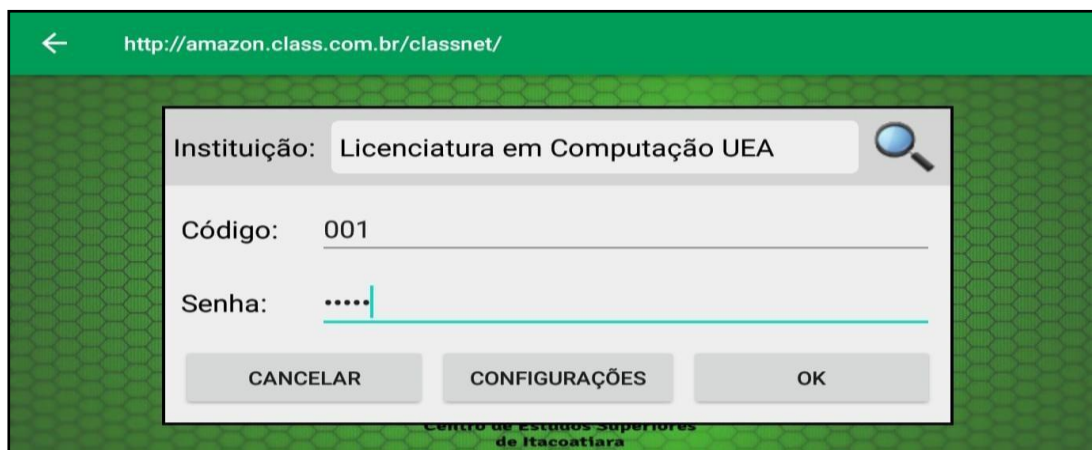 http://amazon.class.com.br/classnet/
Instituição: Licenciatura em Computação UEA
Código: 001
Senha: •••••
CANCELAR CONFIGURAÇÕES OK
Centro de Estudos Superiores
de Itacoatiara